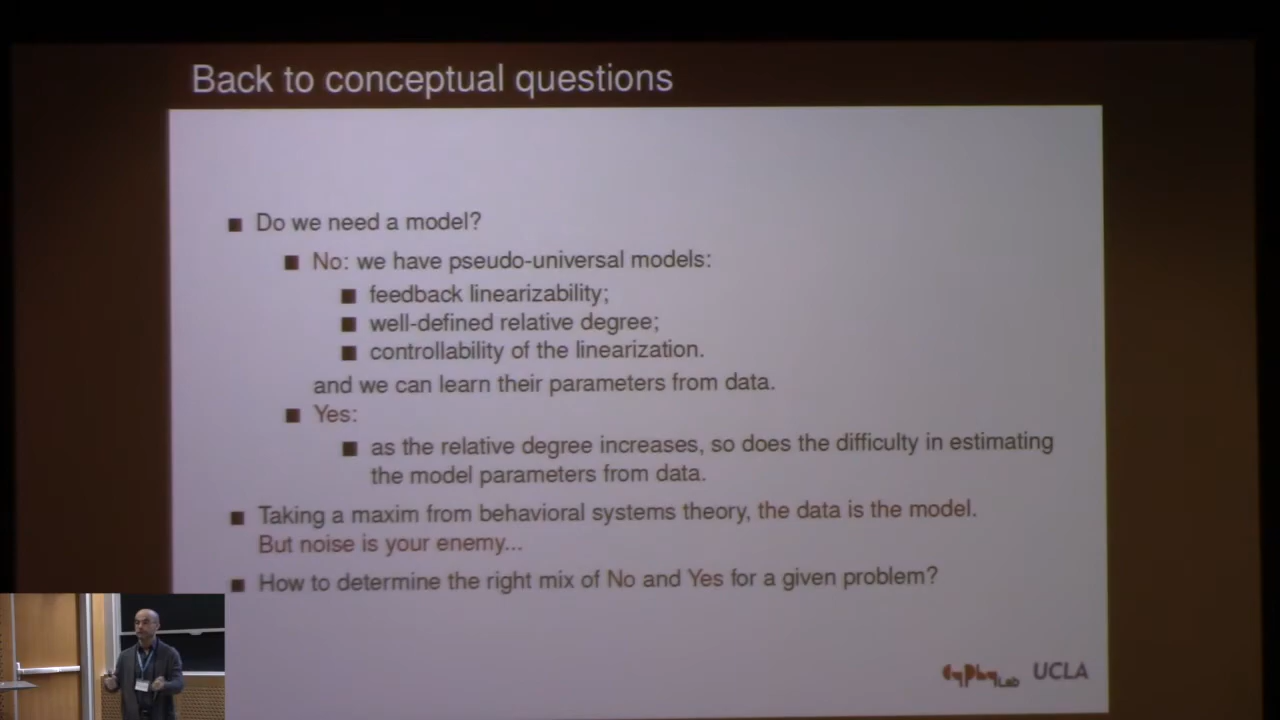 Back to conceptual questions
Do we need a model?
No: we have pseudo-universal models:
feedback linearizability;
well-defined relative degree;
controllability of the linearization.
and we can learn their parameters from data.
Yes:
as the relative degree increases, so does the difficulty in estimating
the model parameters from data.
Taking a maxim from behavioral systems theory, the data is the model.
But noise is your enemy...
How to determine the right mix of No and Yes for a given problem?
CyPhyLAB UCLA